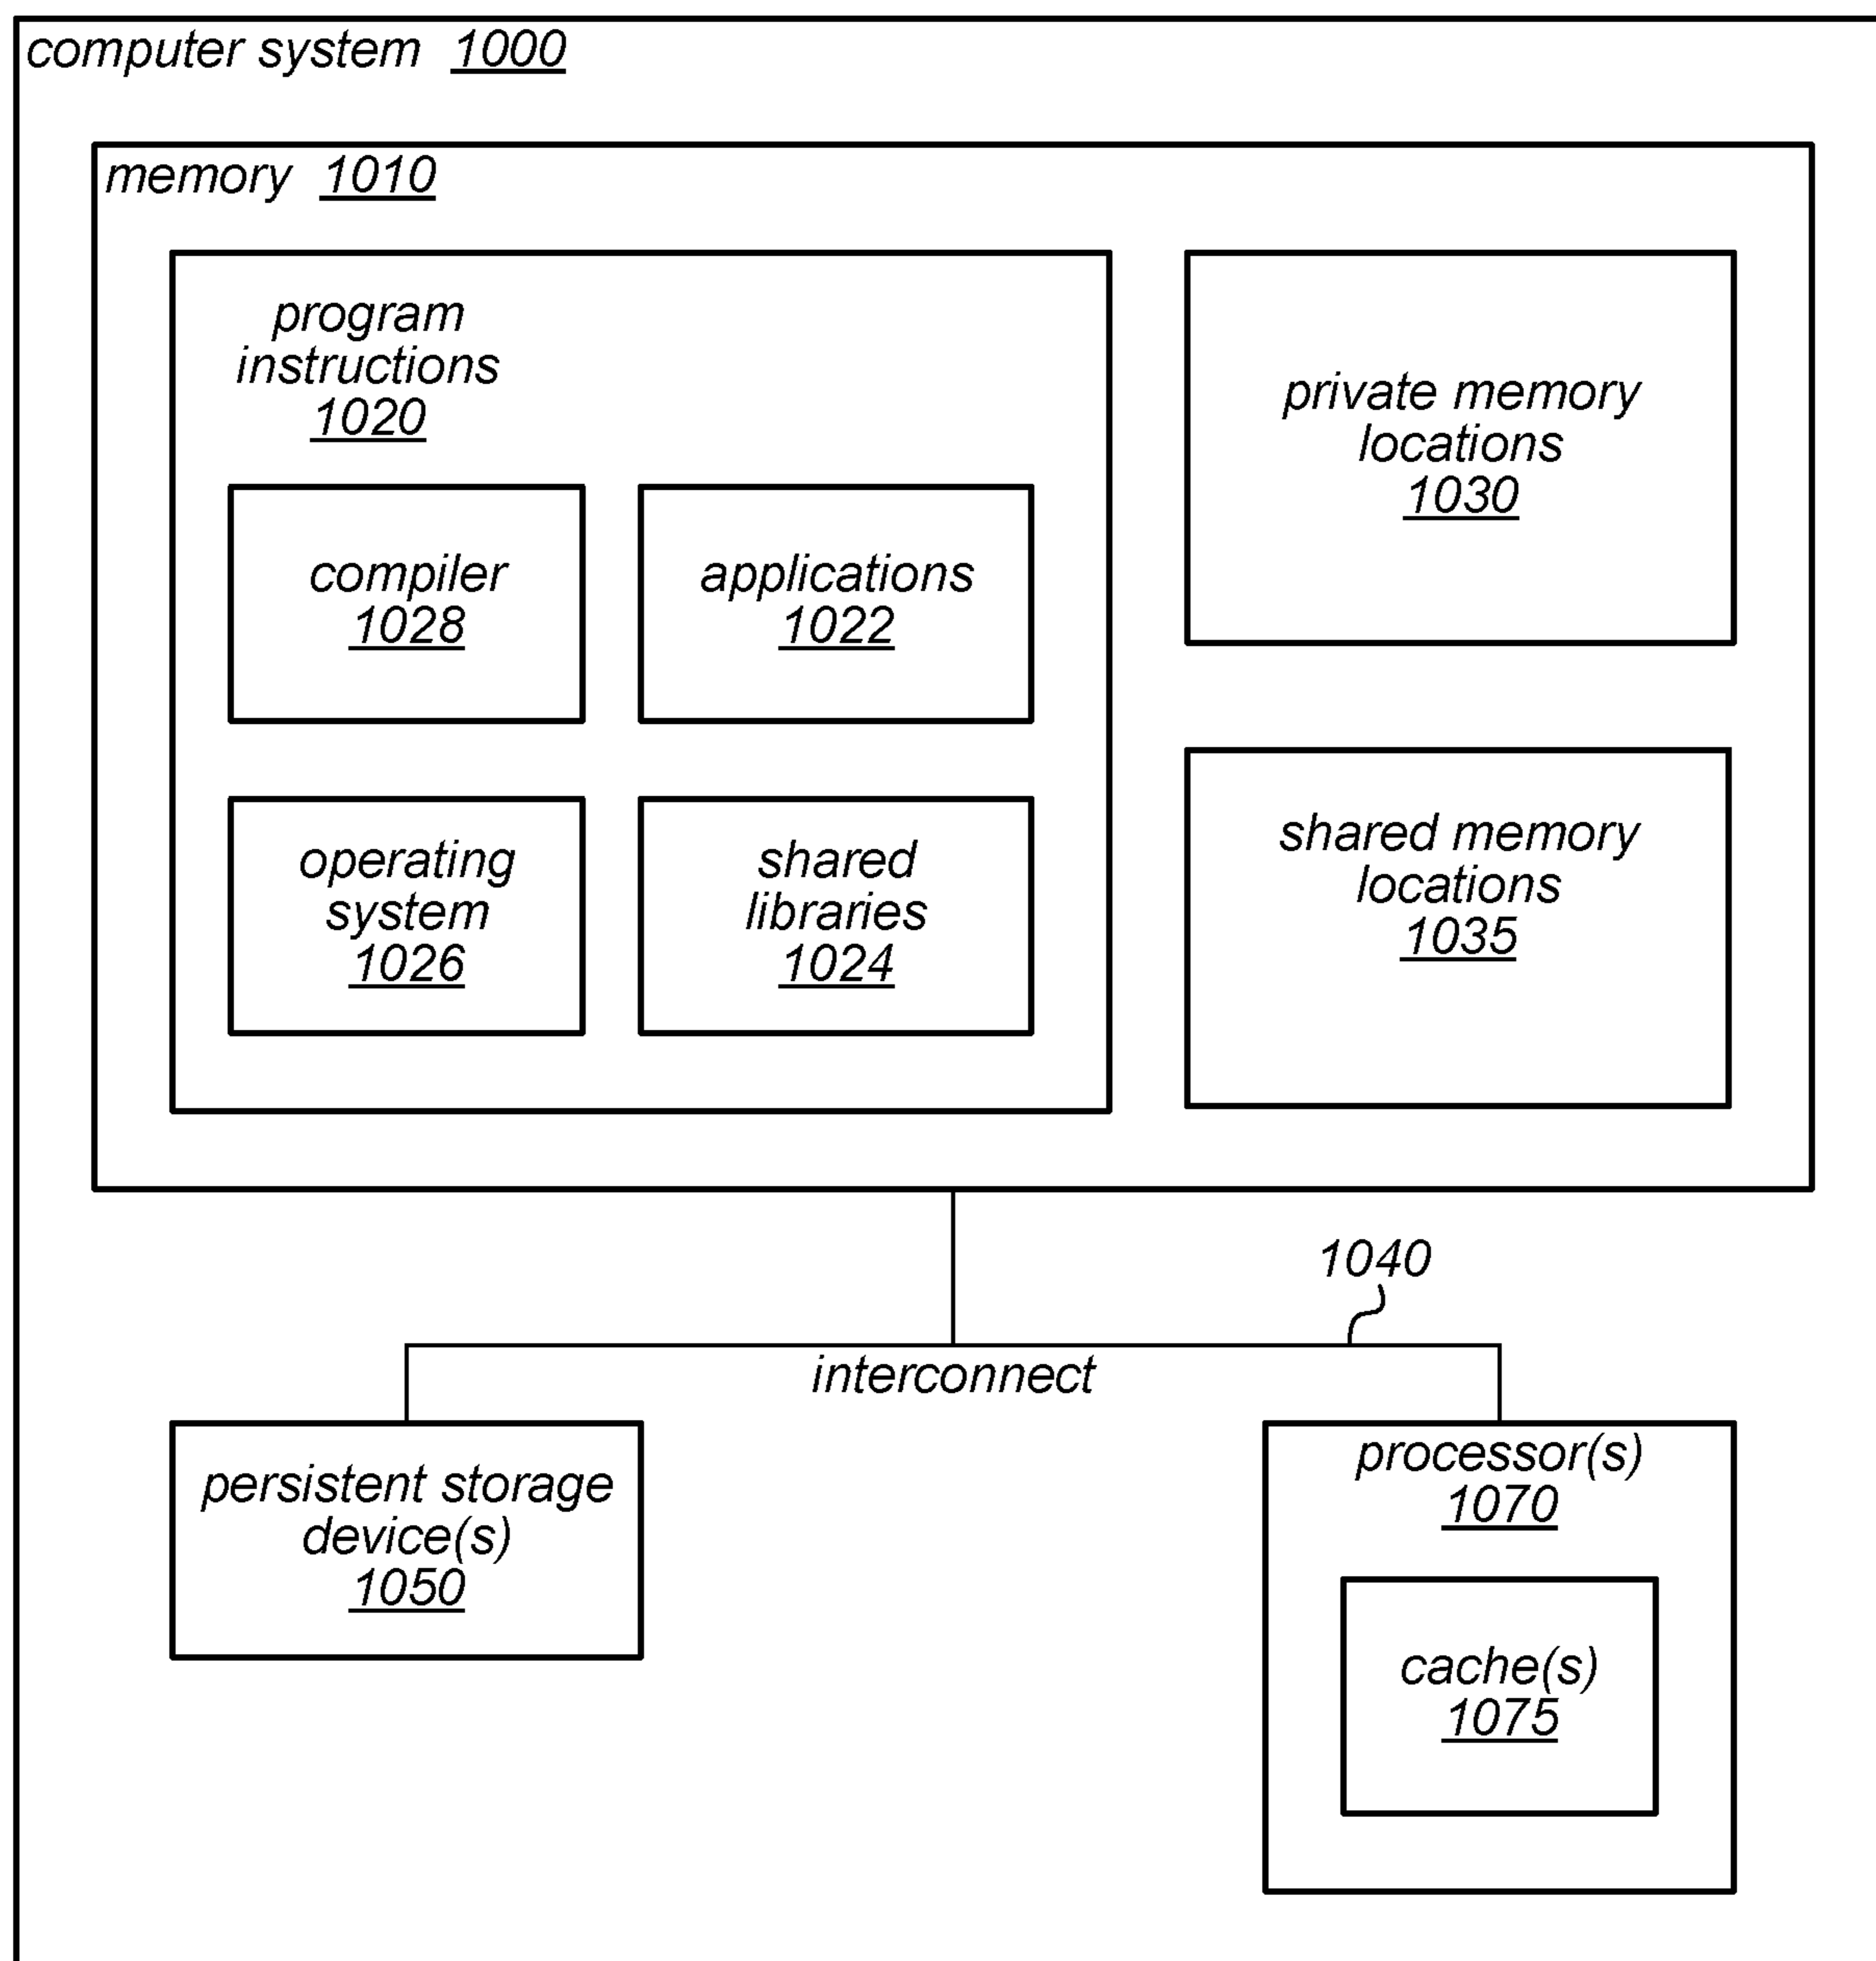 computer system 1000
memory 1010
program
instructions
1020
compiler
1028
applications
1022
operating
system
1026
shared
libraries
1024
private memory
locations
1030
shared memory
locations
1035
1040
interconnect
persistent storage
device(s)
1050
processor(s)
1070
cache(s)
1075